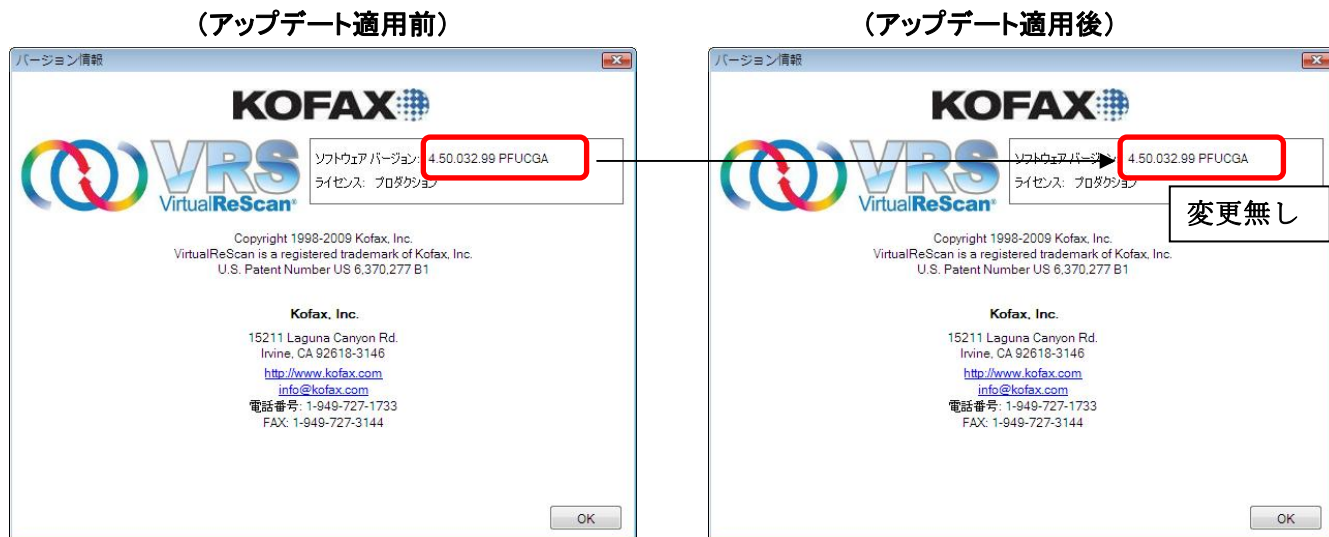 （アップデート適用前）
バージョン情報
KOFAX
VRS
VirtualReScan®
ソフトウェア バージョン: 4.50.032.99 PFUCGA
ライセンス: プロダクション
Copyright 1998-2009 Kofax, Inc.
VirtualReScan is a registered trademark of Kofax, Inc.
U.S. Patent Number US 6,370,277 B1
Kofax, Inc.
15211 Laguna Canyon Rd.
Irvine, CA 92618-3146
http://www.kofax.com
info@kofax.com
電話番号: 1-949-727-1733
FAX: 1-949-727-3144
OK
（アップデート適用後）
バージョン情報
KOFAX
VRS
VirtualReScan®
ソフトウェア バージョン: 4.50.032.99 PFUCGA
ライセンス: プロダクション
変更無し
Copyright 1998-2009 Kofax, Inc.
VirtualReScan is a registered trademark of Kofax, Inc.
U.S. Patent Number US 6,370,277 B1
Kofax, Inc.
15211 Laguna Canyon Rd.
Irvine, CA 92618-3146
http://www.kofax.com
info@kofax.com
電話番号: 1-949-727-1733
FAX: 1-949-727-3144
OK